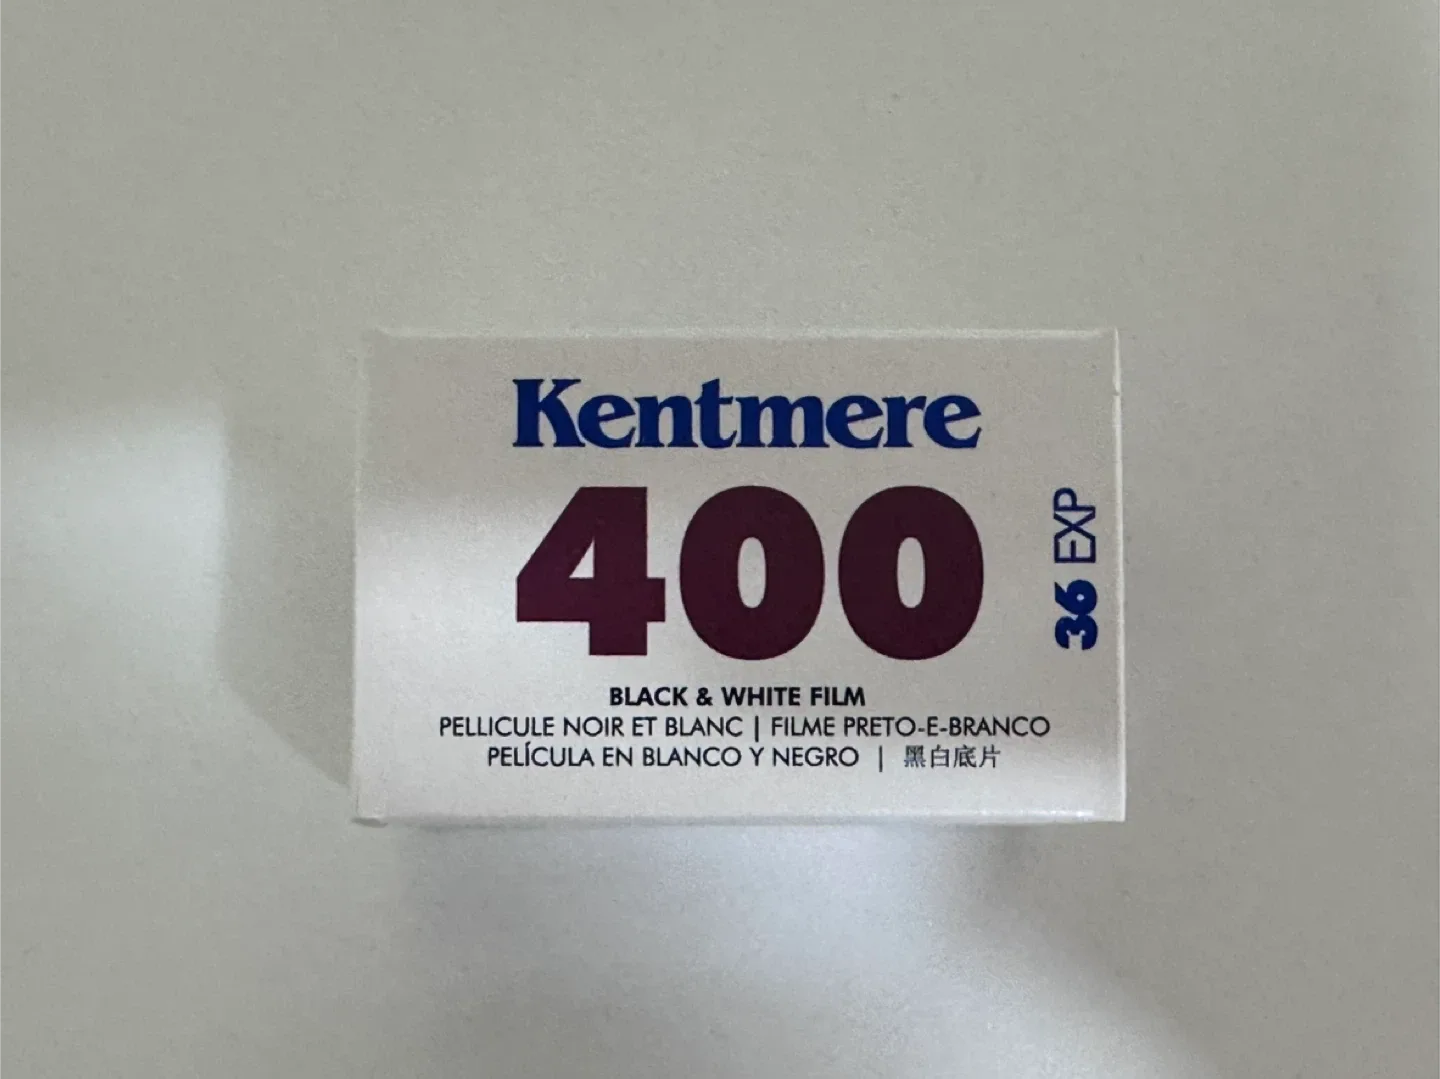 Kentmere
400
BLACK & WHITE FILM
PELLICULE NOIR ET BLANC | FILME PRETO-E-BRANCO
PELÍCULA EN BLANCO Y NEGRO | 黑白底片
36 EXP